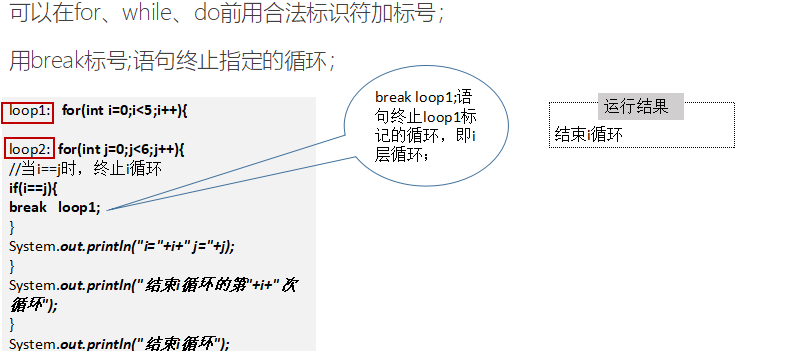 可以在for、while、do前用合法标识符加标号；
用break标号;语句终止指定的循环；
loop1: for(int i=0;i<5;i++){
loop2: for(int j=0;j<6;j++){
//当i==j时，终止i循环
if(i==j){
break loop1;
}
System.out.println("i="+i+" j="+j);
}
System.out.println("结束i循环的第"+i+"次
循环");
}
System.out.println("结束i循环");
break loop1;语
句终止loop1标
记的循环，即i
层循环；
运行结果
结束i循环